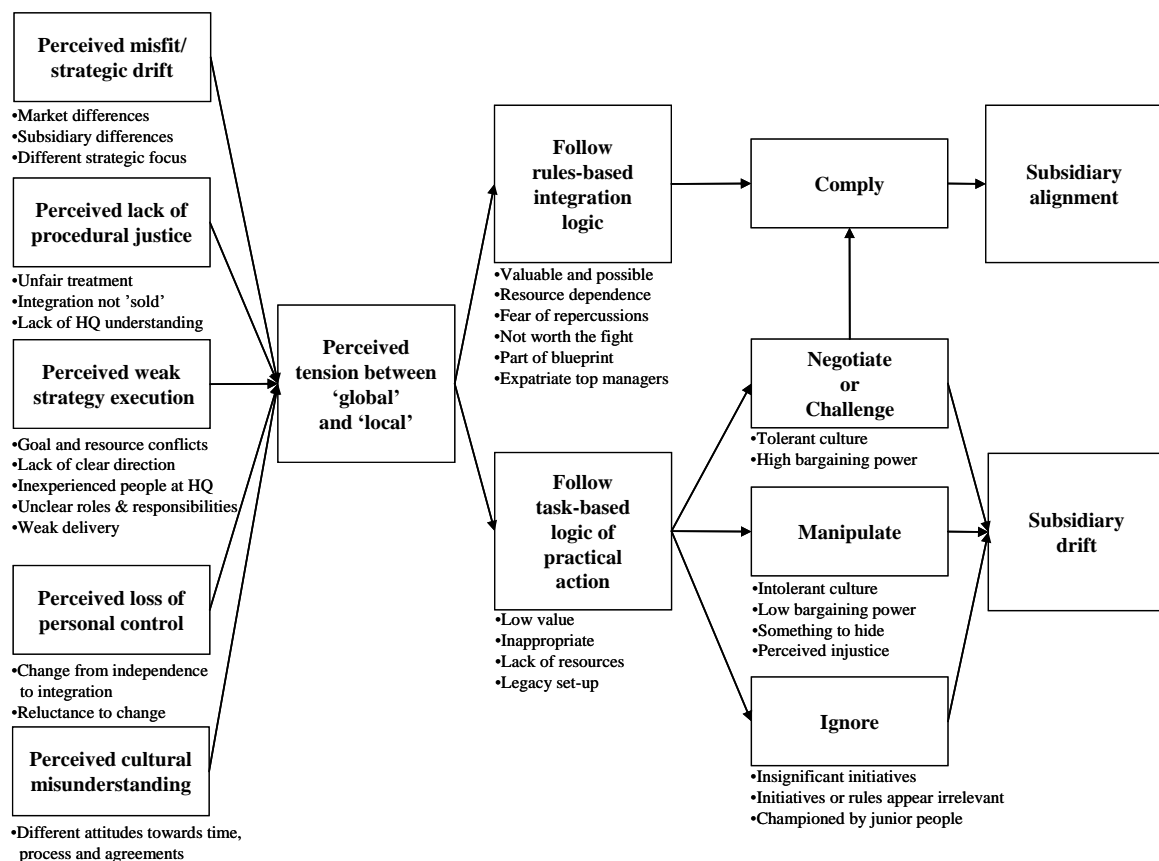 Perceived misfit/
strategic drift
•Market differences
•Subsidiary differences
•Different strategic focus
Perceived lack of
procedural justice
•Unfair treatment
•Integration not ’sold’
•Lack of HQ understanding
Perceived weak
strategy execution
•Goal and resource conflicts
•Lack of clear direction
•Inexperienced people at HQ
•Unclear roles & responsibilities
•Weak delivery
Perceived loss of
personal control
•Change from independence
to integration
•Reluctance to change
Perceived cultural
misunderstanding
•Different attitudes towards time,
process and agreements
Perceived
tension between
‘global’
and ‘local’
Follow
rules-based
integration
logic
•Valuable and possible
•Resource dependence
•Fear of repercussions
•Not worth the fight
•Part of blueprint
•Expatriate top managers
Follow
task-based
logic of
practical
action
•Low value
•Inappropriate
•Lack of resources
•Legacy set-up
Comply
Negotiate
or
Challenge
•Tolerant culture
•High bargaining power
Manipulate
•Intolerant culture
•Low bargaining power
•Something to hide
•Perceived injustice
Ignore
•Insignificant initiatives
•Initiatives or rules appear irrelevant
•Championed by junior people
Subsidiary
alignment
Subsidiary
drift